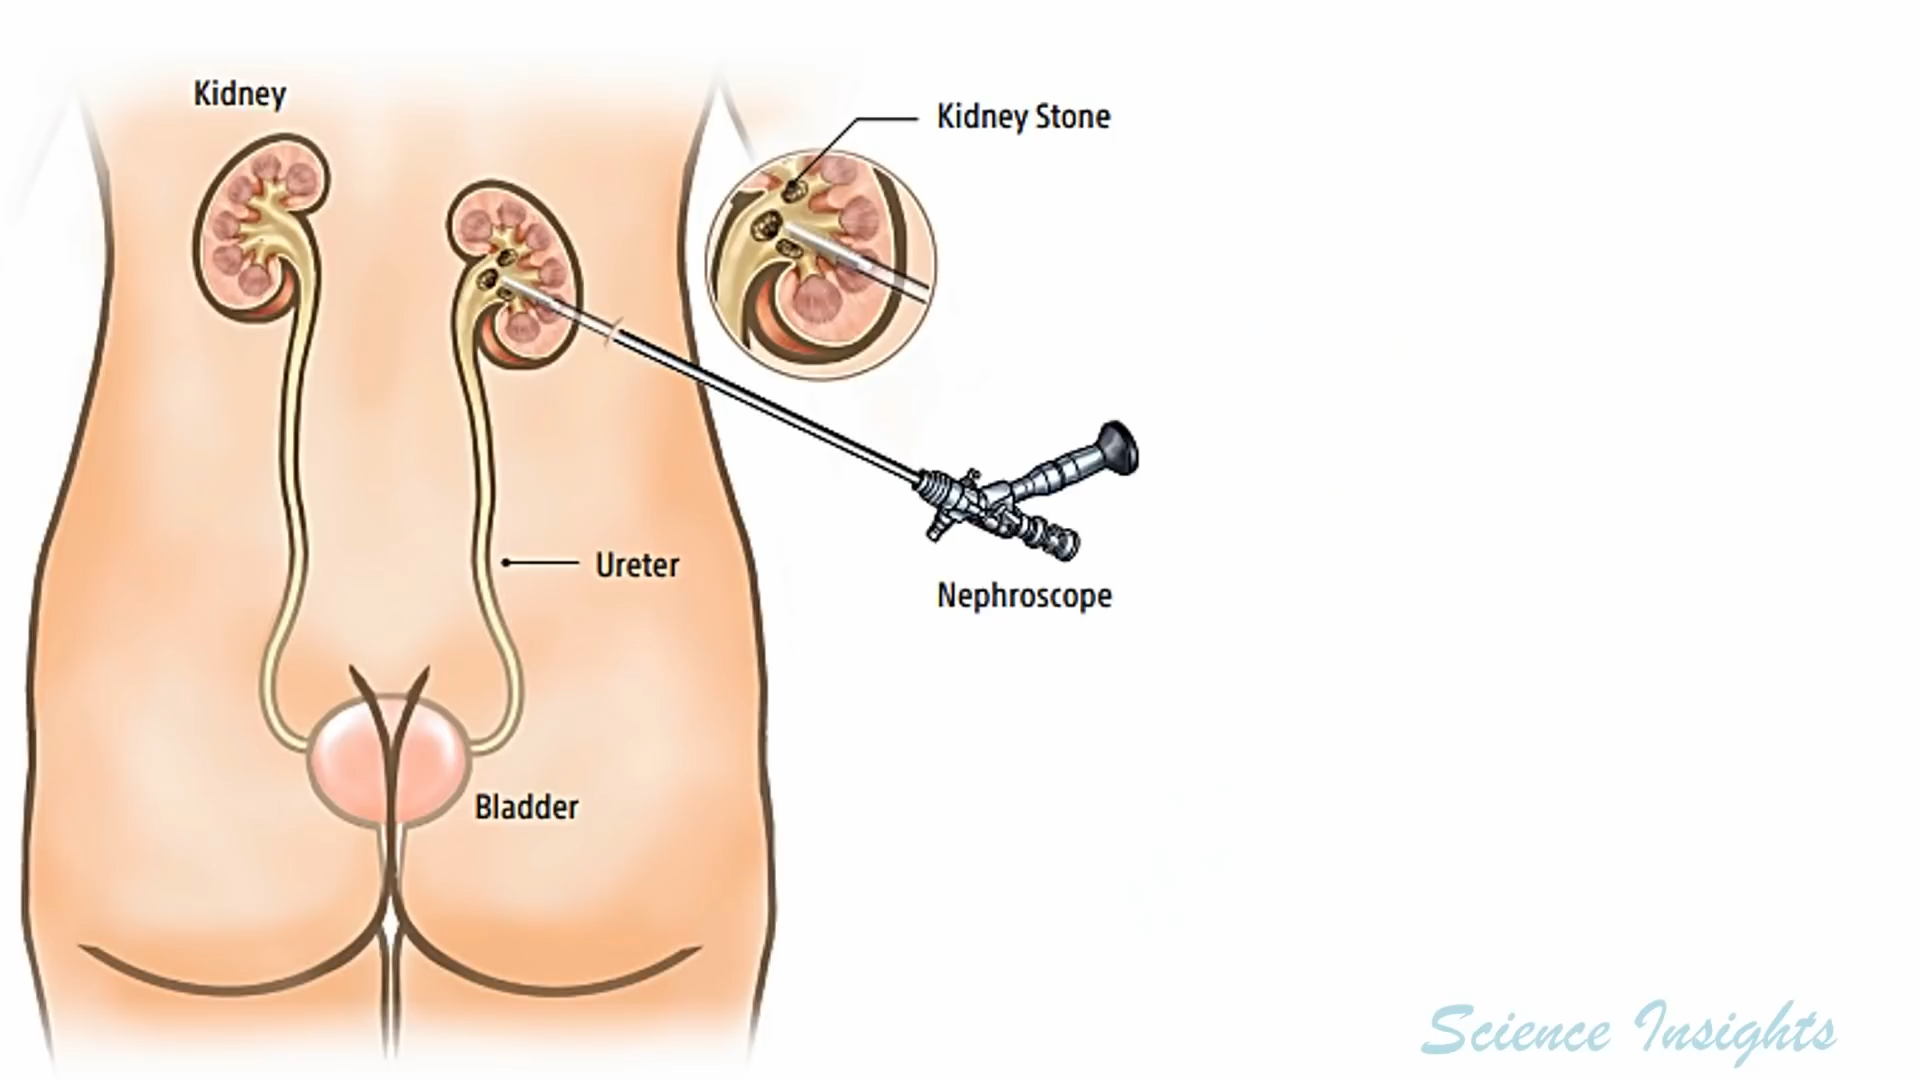 Kidney
Kidney Stone
Ureter
Nephroscope
Bladder
Science Insights